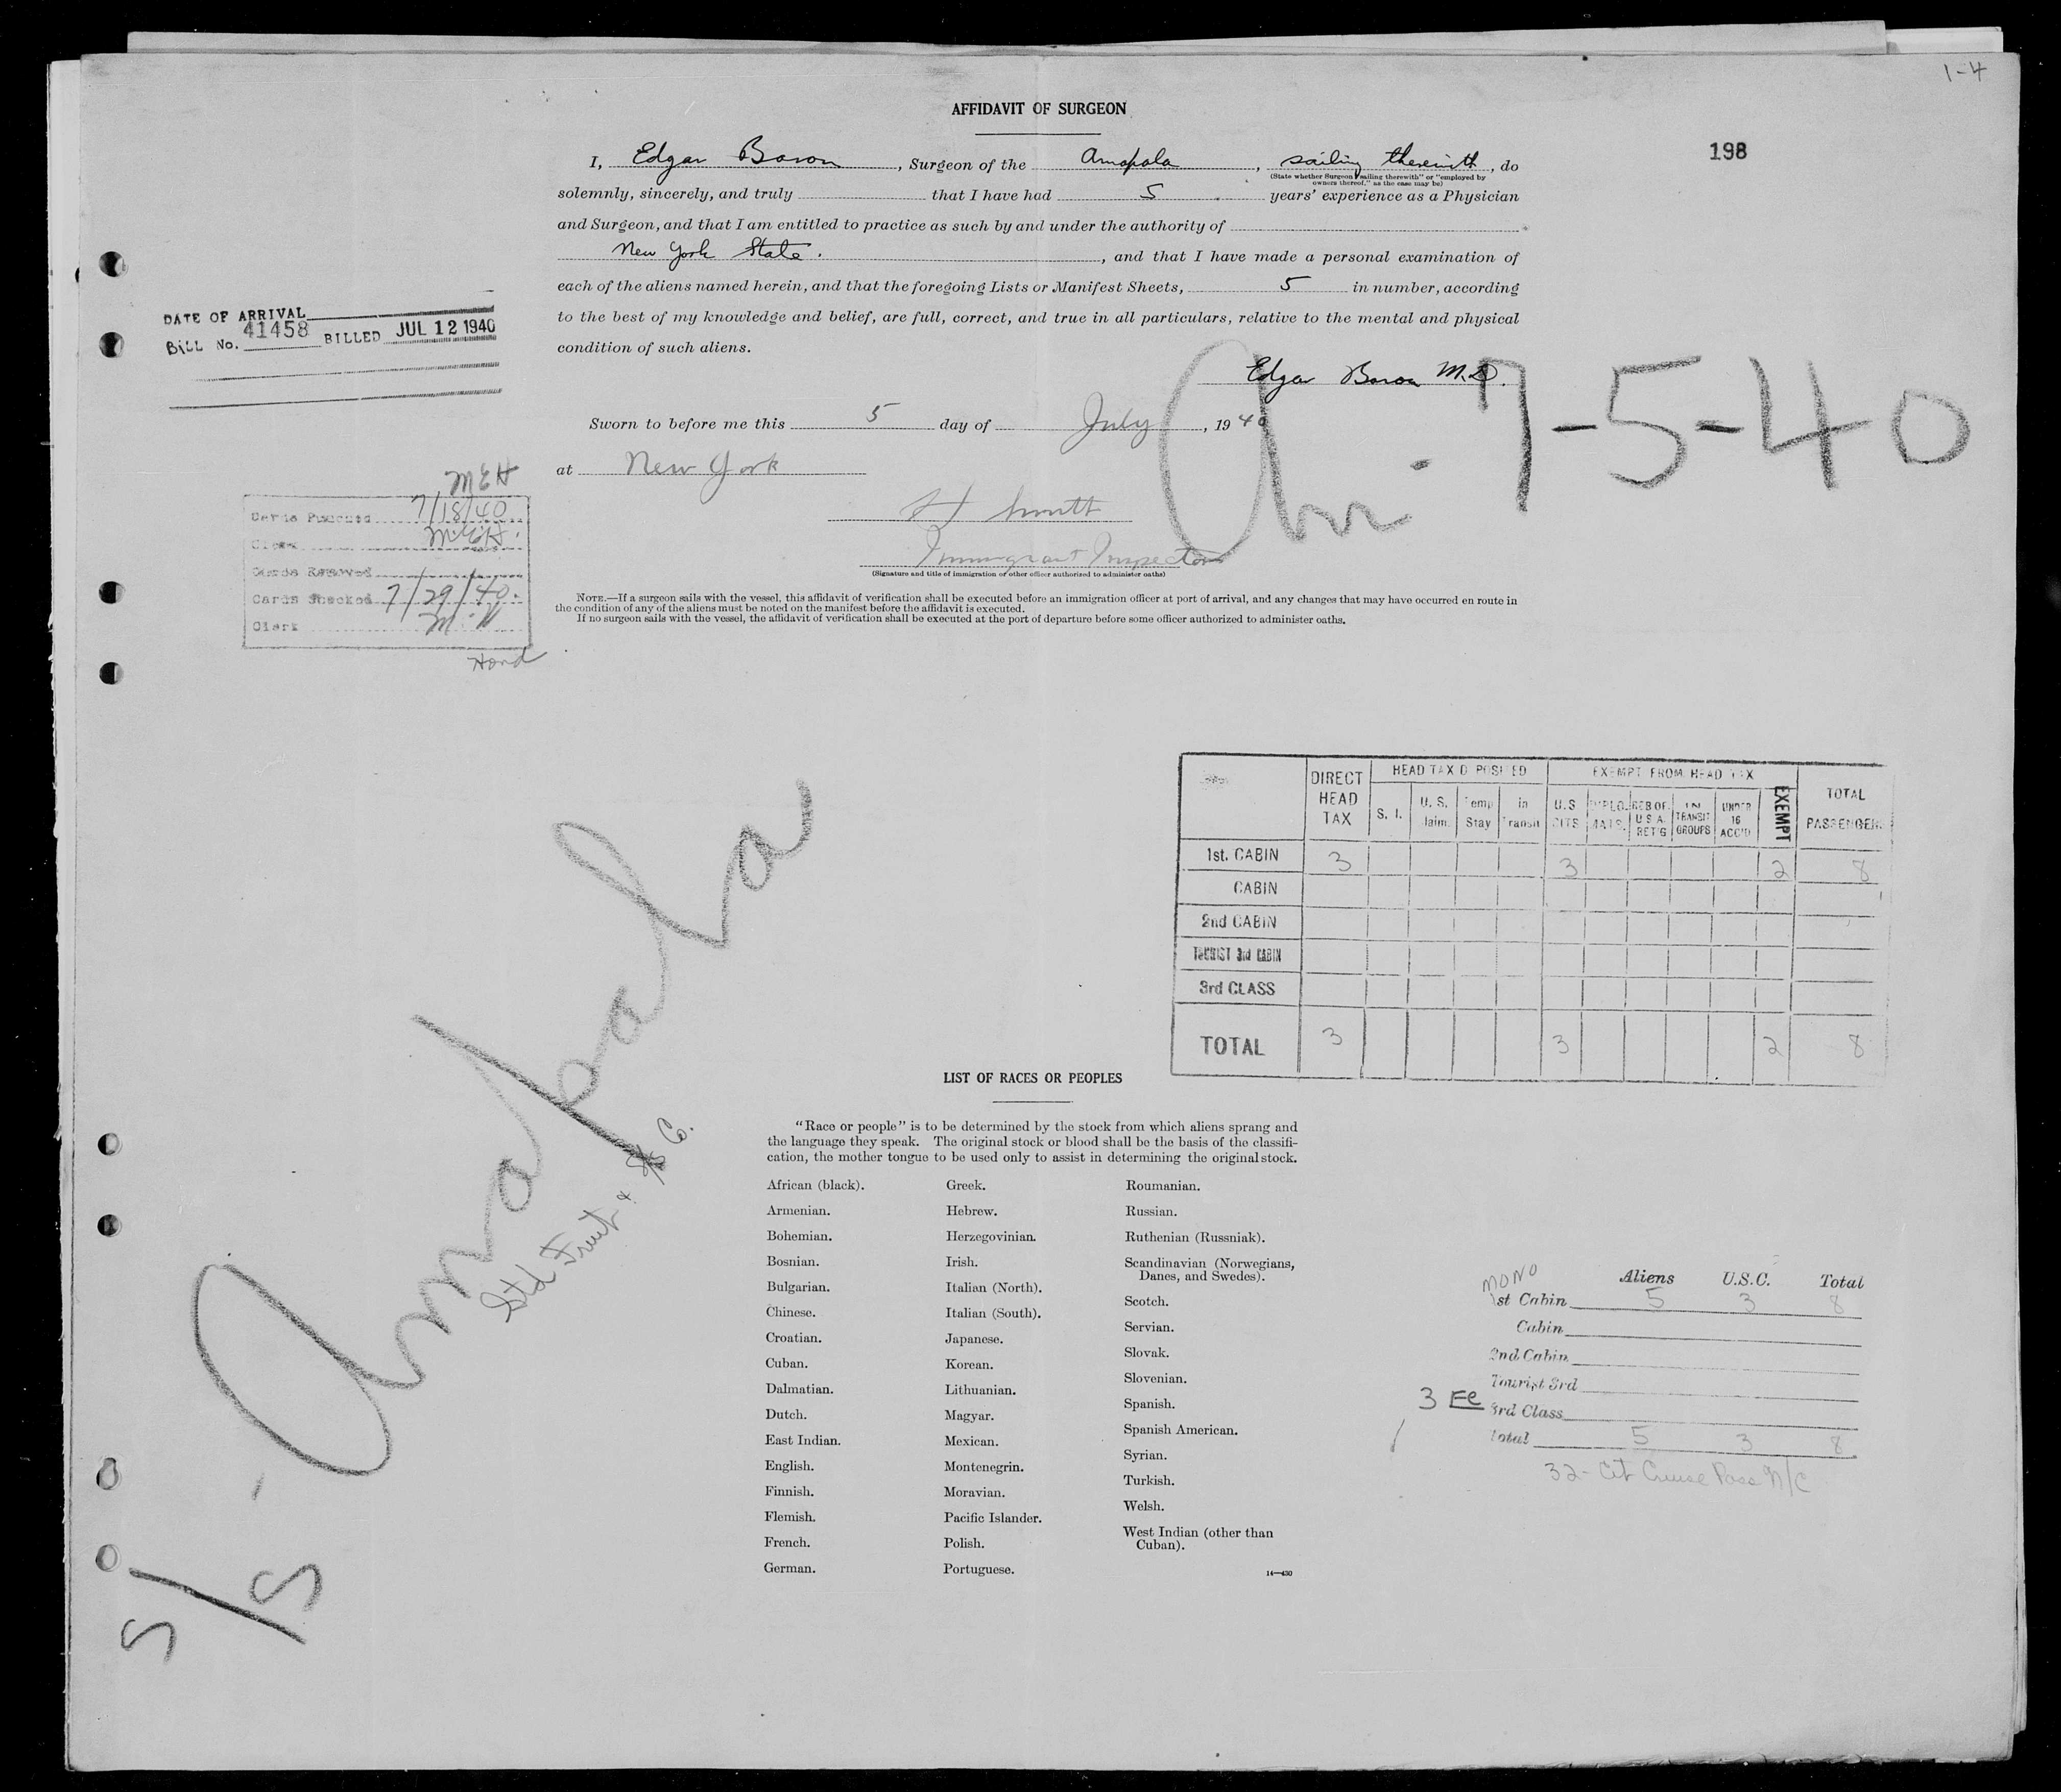 1-4
AFFIDAVIT OF SURGEON
198
I, Edgar Baron, Surgeon of the Amapala, sailing therewith, do
(State whether Surgeon "sailing therewith" or "employed by
owners thereof," as the case may be)
solemnly, sincerely, and truly that I have had 5 years' experience as a Physician
and Surgeon, and that I am entitled to practice as such by and under the authority of
New York State., and that I have made a personal examination of
each of the aliens named herein, and that the foregoing Lists or Manifest Sheets, 5 in number, according
to the best of my knowledge and belief, are full, correct, and true in all particulars, relative to the mental and physical
condition of such aliens.
Edgar Baron M.D.
Sworn to before me this 5 day of July, 1940
at New York
Immigrant Inspector
(Signature and title of immigration or other officer authorized to administer oaths)
NOTE.—If a surgeon sails with the vessel, this affidavit of verification shall be executed before an immigration officer at port of arrival, and any changes that may have occurred en route in
the condition of any of the aliens must be noted on the manifest before the affidavit is executed.
If no surgeon sails with the vessel, the affidavit of verification shall be executed at the port of departure before some officer authorized to administer oaths.
7-5-40
DATE OF ARRIVAL
BILL No. 41458 BILLED JUL 12 1940
MEH
Cards Punched 7/18/40
Clerk M.E.H.
Cards Removed
Cards Checked 7/29/40.
Clerk
DIRECT HEAD TAX
HEAD TAX DEPOSITED
S. I.
U. S. Claim.
Temp Stay
in Transit
EXEMPT FROM HEAD TAX
U.S CITS
DIPLOMATS.
RES OF. U S A. RET'G
IN TRANSIT GROUPS
UNDER 16 ACC'D
EXEMPT
TOTAL PASSENGERS
1st. CABIN 3 3 2 8
CABIN
2nd CABIN
TOURIST 3rd CABIN
3rd CLASS
TOTAL 3 3 2 8
S/S - Amapala
Std Fruit & SS Co.
LIST OF RACES OR PEOPLES
"Race or people" is to be determined by the stock from which aliens sprang and
the language they speak. The original stock or blood shall be the basis of the classifi-
cation, the mother tongue to be used only to assist in determining the original stock.
African (black).
Armenian.
Bohemian.
Bosnian.
Bulgarian.
Chinese.
Croatian.
Cuban.
Dalmatian.
Dutch.
East Indian.
English.
Finnish.
Flemish.
French.
German.
Greek.
Hebrew.
Herzegovinian.
Irish.
Italian (North).
Italian (South).
Japanese.
Korean.
Lithuanian.
Magyar.
Mexican.
Montenegrin.
Moravian.
Pacific Islander.
Polish.
Portuguese.
Roumanian.
Russian.
Ruthenian (Russniak).
Scandinavian (Norwegians,
Danes, and Swedes).
Scotch.
Servian.
Slovak.
Slovenian.
Spanish.
Spanish American.
Syrian.
Turkish.
Welsh.
West Indian (other than
Cuban).
14—430
MONO
Aliens U.S.C. Total
1st Cabin 5 3 8
Cabin
2nd Cabin
Tourist 3rd
3rd Class
Total 5 3 8
3 Ee
32- Cit Cruise Pass N/C